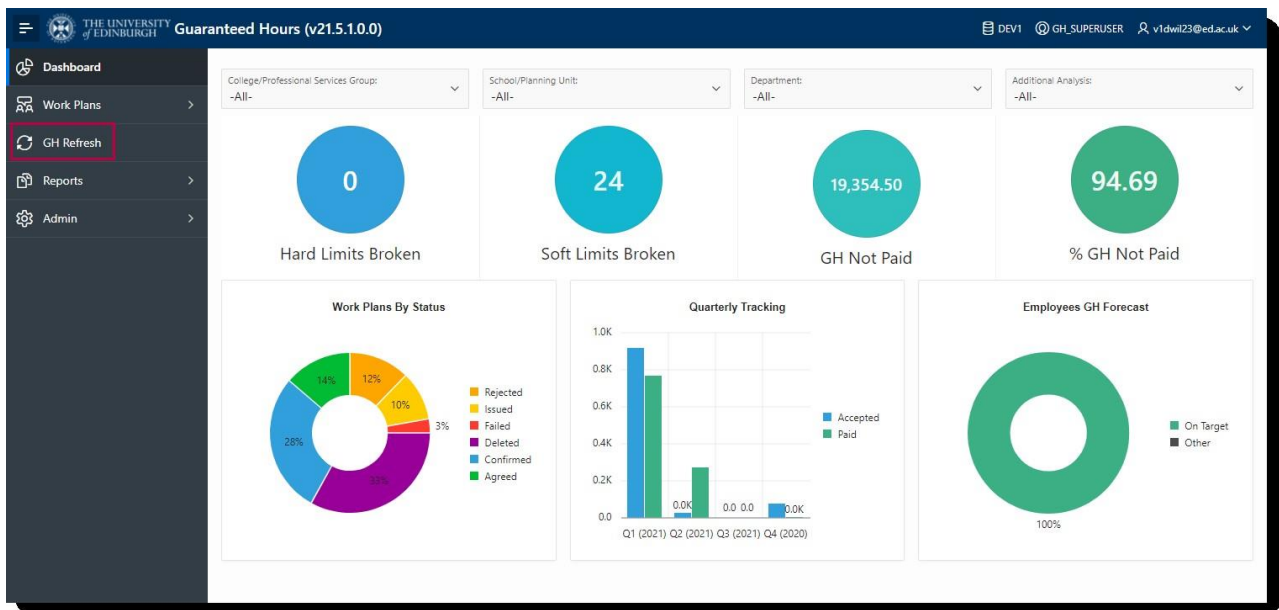 THE UNIVERSITY
of EDINBURGH
Guaranteed Hours (v21.5.1.0.0)
DEV1
GH_SUPERUSER
v1dwil23@ed.ac.uk
Dashboard
Work Plans
GH Refresh
Reports
Admin
College/Professional Services Group:
-All-
School/Planning Unit:
-All-
Department:
-All-
Additional Analysis:
-All-
0
Hard Limits Broken
24
Soft Limits Broken
19,354.50
GH Not Paid
94.69
% GH Not Paid
Work Plans By Status
14%
12%
10%
3%
28%
33%
Rejected
Issued
Failed
Deleted
Confirmed
Agreed
Quarterly Tracking
1.0K
0.8K
0.6K
0.4K
0.2K
0.0
0.0K
0.0 0.0
0.0K
Q1 (2021) Q2 (2021) Q3 (2021) Q4 (2020)
Accepted
Paid
Employees GH Forecast
100%
On Target
Other